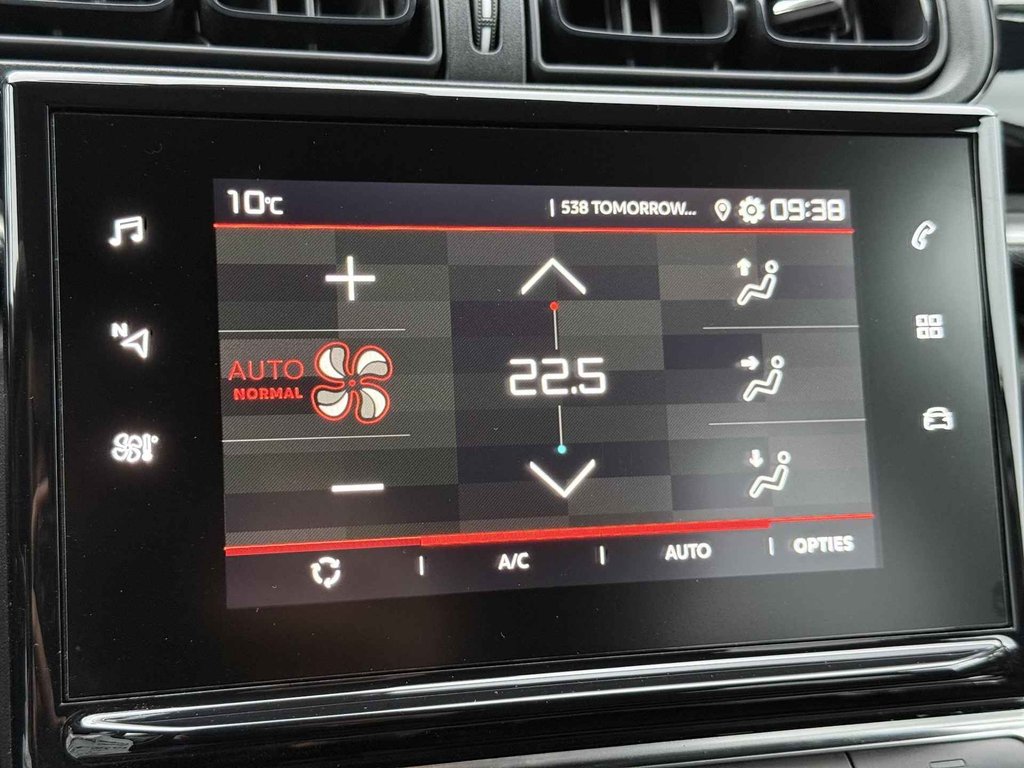 10°C | 538 TOMORROW... 09:38
N
AUTO
NORMAL
22.5
A/C | AUTO | OPTIES